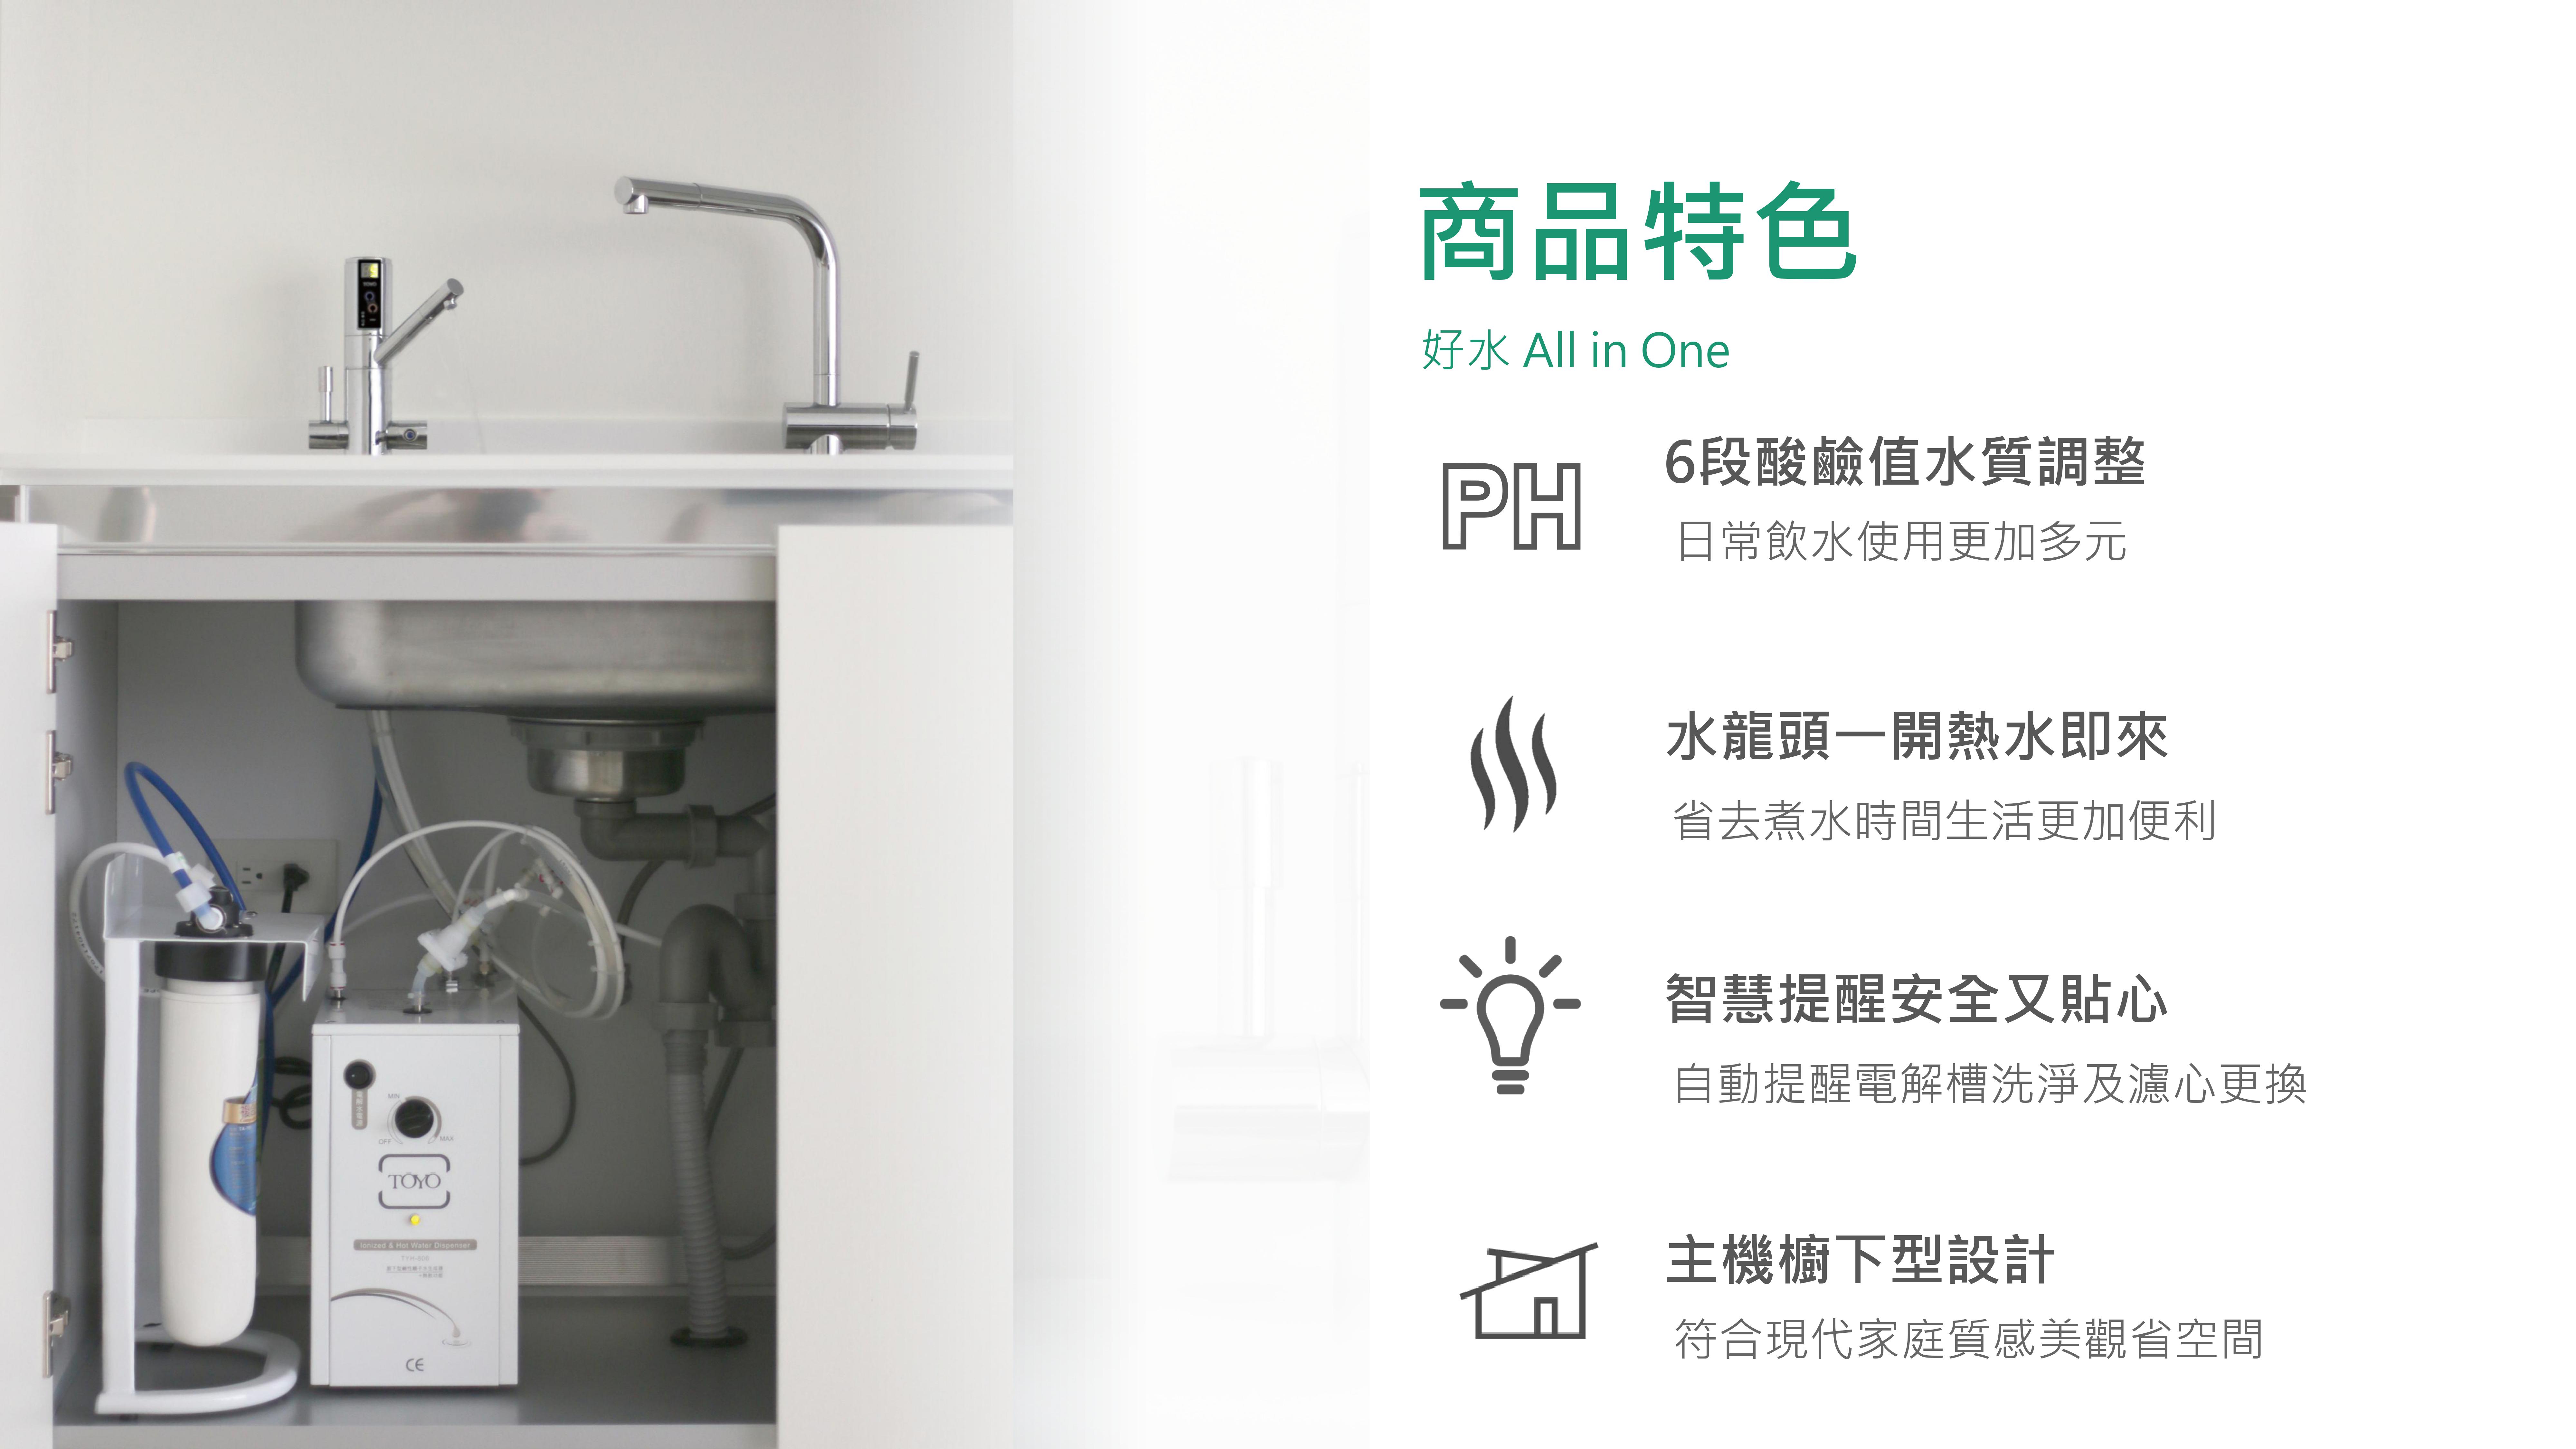 商品特色
好水 All in One
PH
6段酸鹼值水質調整
日常飲水使用更加多元
水龍頭一開熱水即來
省去煮水時間生活更加便利
智慧提醒安全又貼心
自動提醒電解槽洗淨及濾心更換
主機櫥下型設計
符合現代家庭質感美觀省空間
MIN
OFF
MAX
TOYO
Ionized & Hot Water Dispenser
CE